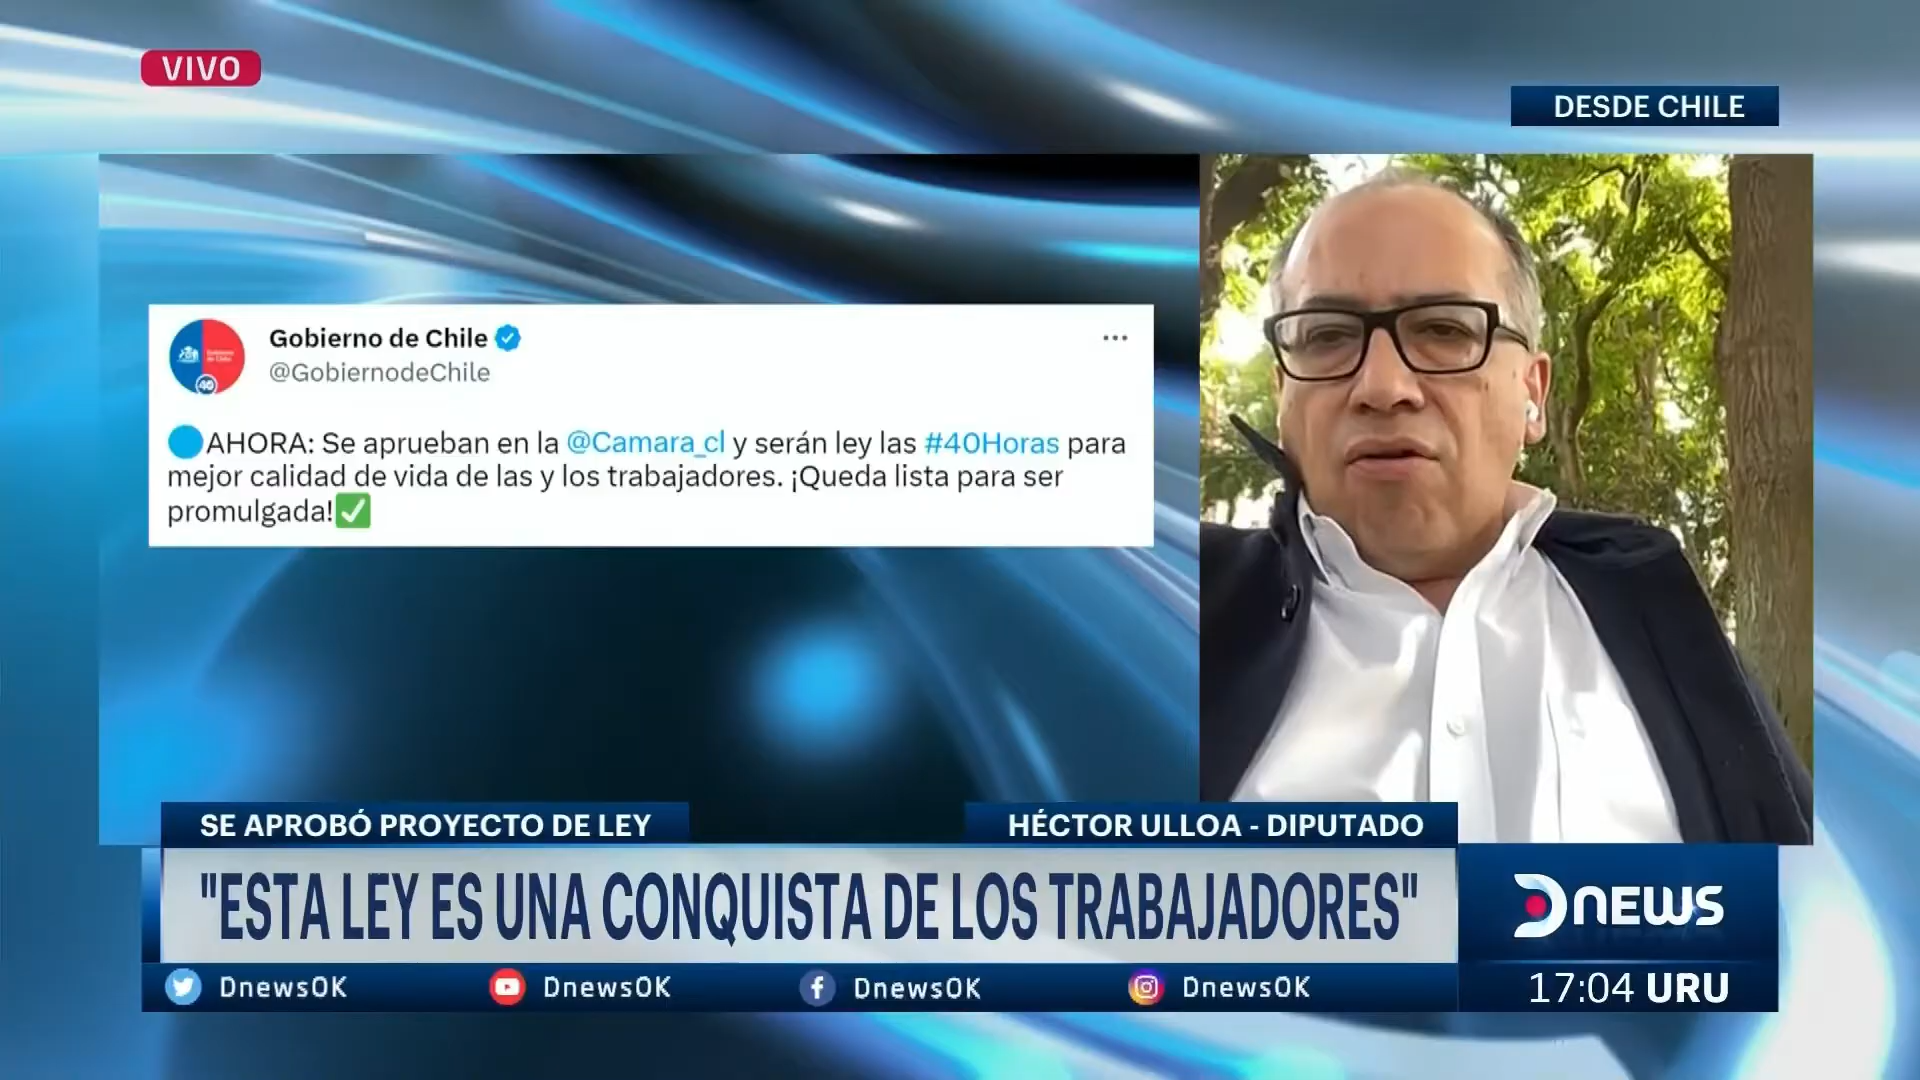 VIVO
DESDE CHILE
Gobierno de Chile
@GobiernodeChile
40
AHORA: Se aprueban en la @Camara_cl y serán ley las #40Horas para
mejor calidad de vida de las y los trabajadores. ¡Queda lista para ser
promulgada!
SE APROBÓ PROYECTO DE LEY
HÉCTOR ULLOA - DIPUTADO
"ESTA LEY ES UNA CONQUISTA DE LOS TRABAJADORES"
DNEWS
DnewsOK
DnewsOK
DnewsOK
DnewsOK
17:04 URU